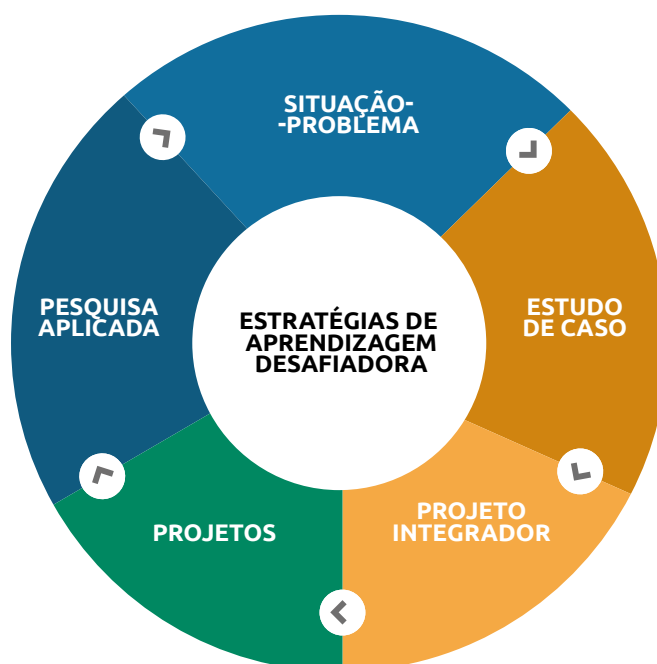 SITUAÇÃO-
-PROBLEMA
ESTUDO
DE CASO
PROJETO
INTEGRADOR
PROJETOS
PESQUISA
APLICADA
ESTRATÉGIAS DE
APRENDIZAGEM
DESAFIADORA